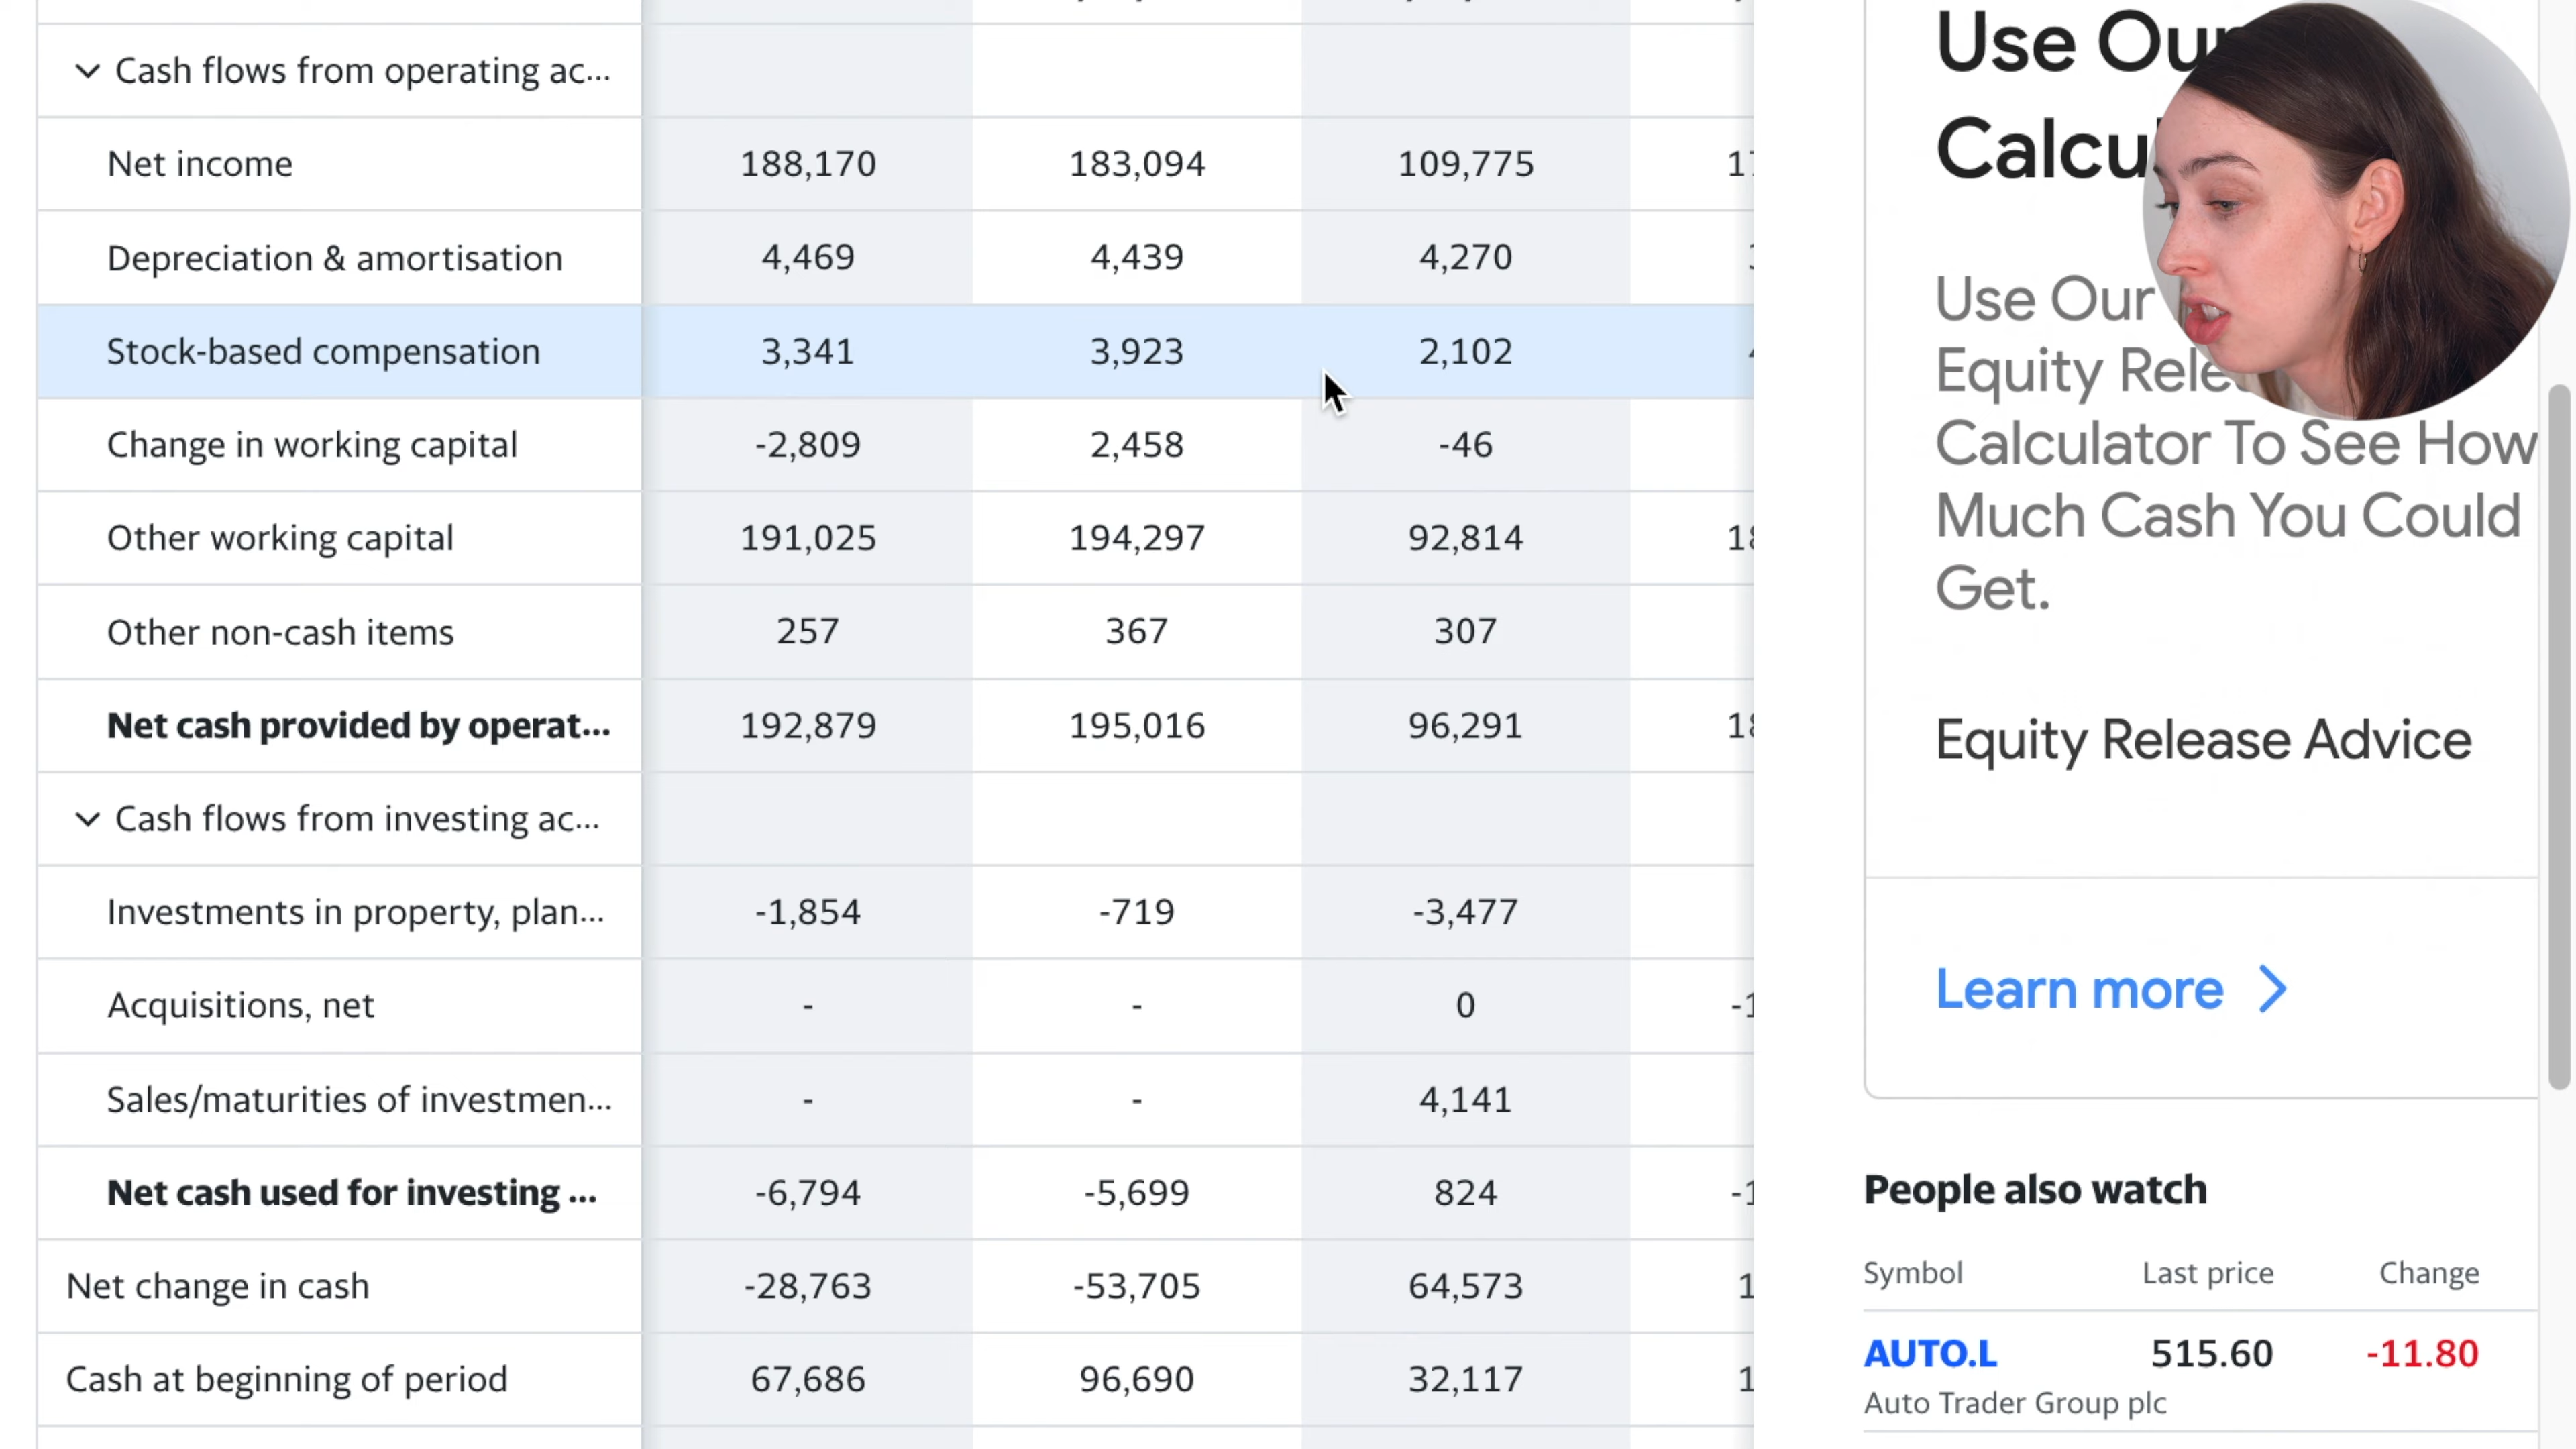 Cash flows from operating ac...
Net income 188,170 183,094 109,775
Depreciation & amortisation 4,469 4,439 4,270
Stock-based compensation 3,341 3,923 2,102
Change in working capital -2,809 2,458 -46
Other working capital 191,025 194,297 92,814
Other non-cash items 257 367 307
Net cash provided by operat... 192,879 195,016 96,291
Cash flows from investing ac...
Investments in property, plan... -1,854 -719 -3,477
Acquisitions, net - - 0
Sales/maturities of investmen... - - 4,141
Net cash used for investing ... -6,794 -5,699 824
Net change in cash -28,763 -53,705 64,573
Cash at beginning of period 67,686 96,690 32,117
Use
Use Our
Equity
Calculator To See How
Much Cash You Could
Get.
Equity Release Advice
Learn more
People also watch
Symbol Last price Change
AUTO.L 515.60 -11.80
Auto Trader Group plc